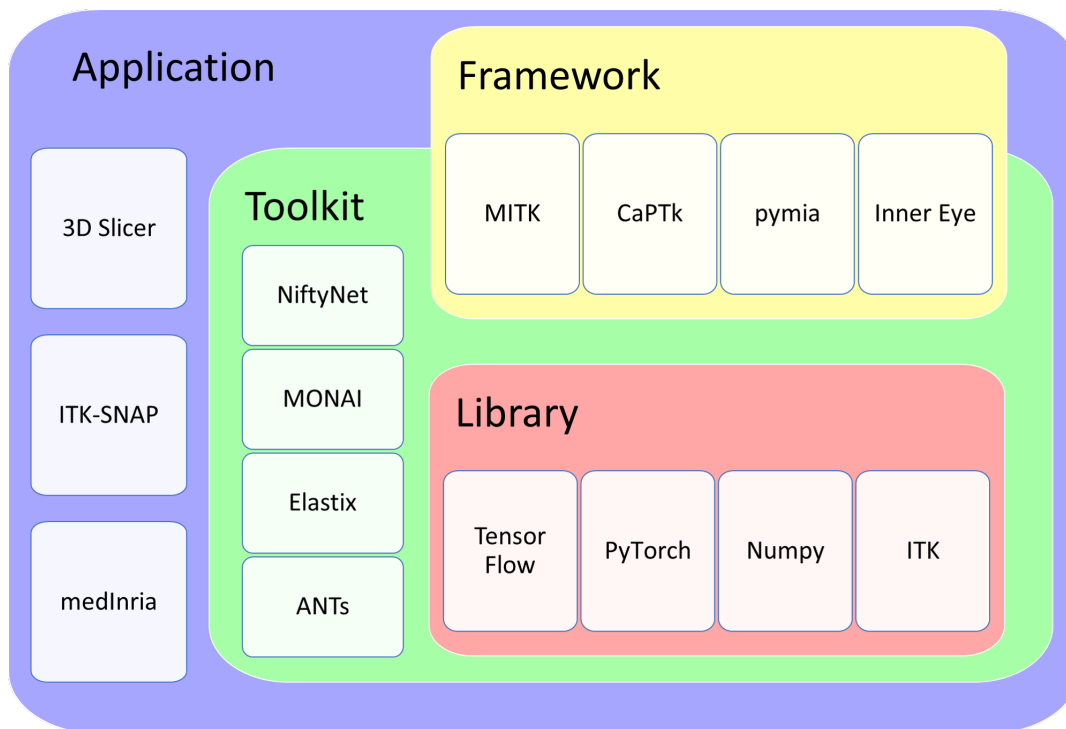 Application
3D Slicer
ITK-SNAP
medInria
Toolkit
NiftyNet
MONAI
Elastix
ANTs
Framework
MITK
CaPTk
pymia
Inner Eye
Library
Tensor
Flow
PyTorch
Numpy
ITK